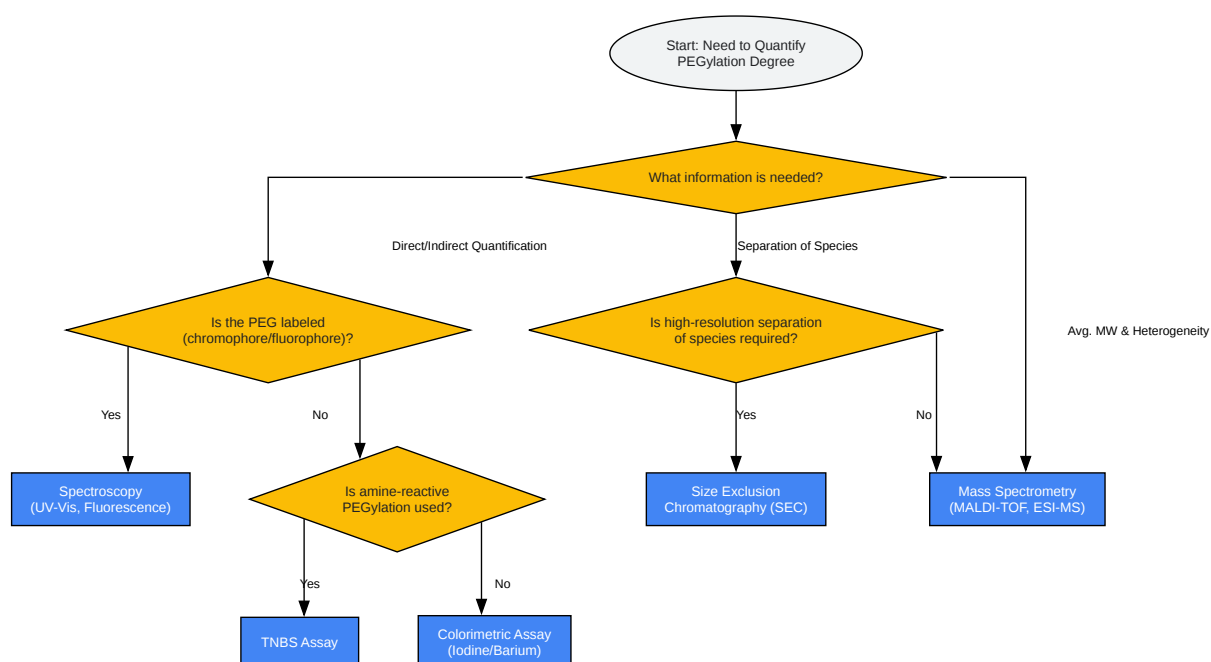 Start: Need to Quantify
PEGylation Degree
What information is needed?
Direct/Indirect Quantification
Separation of Species
Avg. MW & Heterogeneity
Is the PEG labeled
(chromophore/fluorophore)?
Is high-resolution separation
of species required?
Yes
No
Yes
No
Spectroscopy
(UV-Vis, Fluorescence)
Is amine-reactive
PEGylation used?
Size Exclusion
Chromatography (SEC)
Mass Spectrometry
(MALDI-TOF, ESI-MS)
Yes
No
TNBS Assay
Colorimetric Assay
(Iodine/Barium)